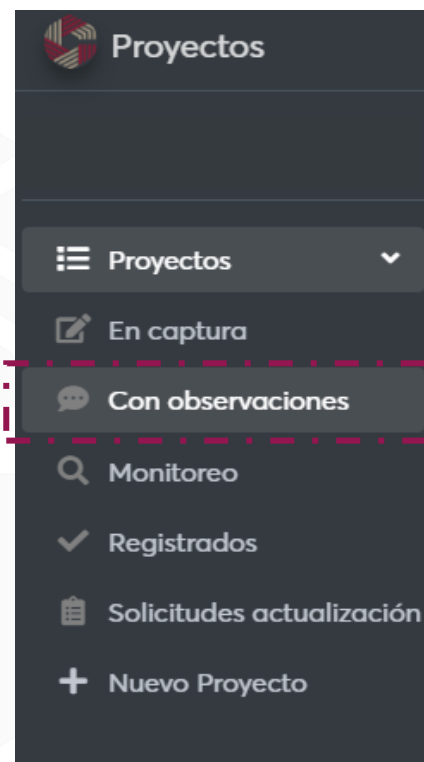 Proyectos
Proyectos
En captura
Con observaciones
Monitoreo
Registrados
Solicitudes actualización
Nuevo Proyecto